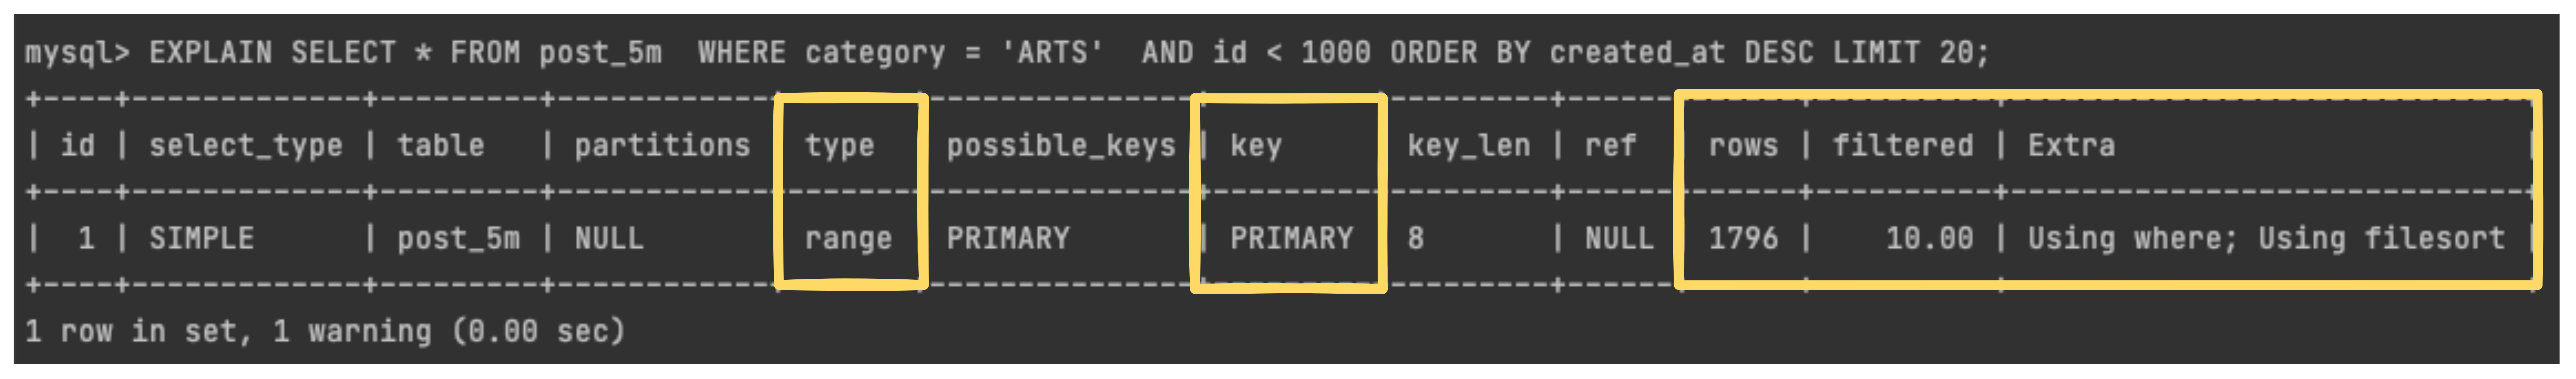 mysql> EXPLAIN SELECT * FROM post_5m  WHERE category = 'ARTS'  AND id < 1000 ORDER BY created_at DESC LIMIT 20;
+----+-------------+---------+------------+-------+---------------+---------+---------+------+------+----------+-----------------------------+
| id | select_type | table   | partitions | type  | possible_keys | key     | key_len | ref  | rows | filtered | Extra                       |
+----+-------------+---------+------------+-------+---------------+---------+---------+------+------+----------+-----------------------------+
|  1 | SIMPLE      | post_5m | NULL       | range | PRIMARY       | PRIMARY | 8       | NULL | 1796 |    10.00 | Using where; Using filesort |
+----+-------------+---------+------------+-------+---------------+---------+---------+------+------+----------+-----------------------------+
1 row in set, 1 warning (0.00 sec)